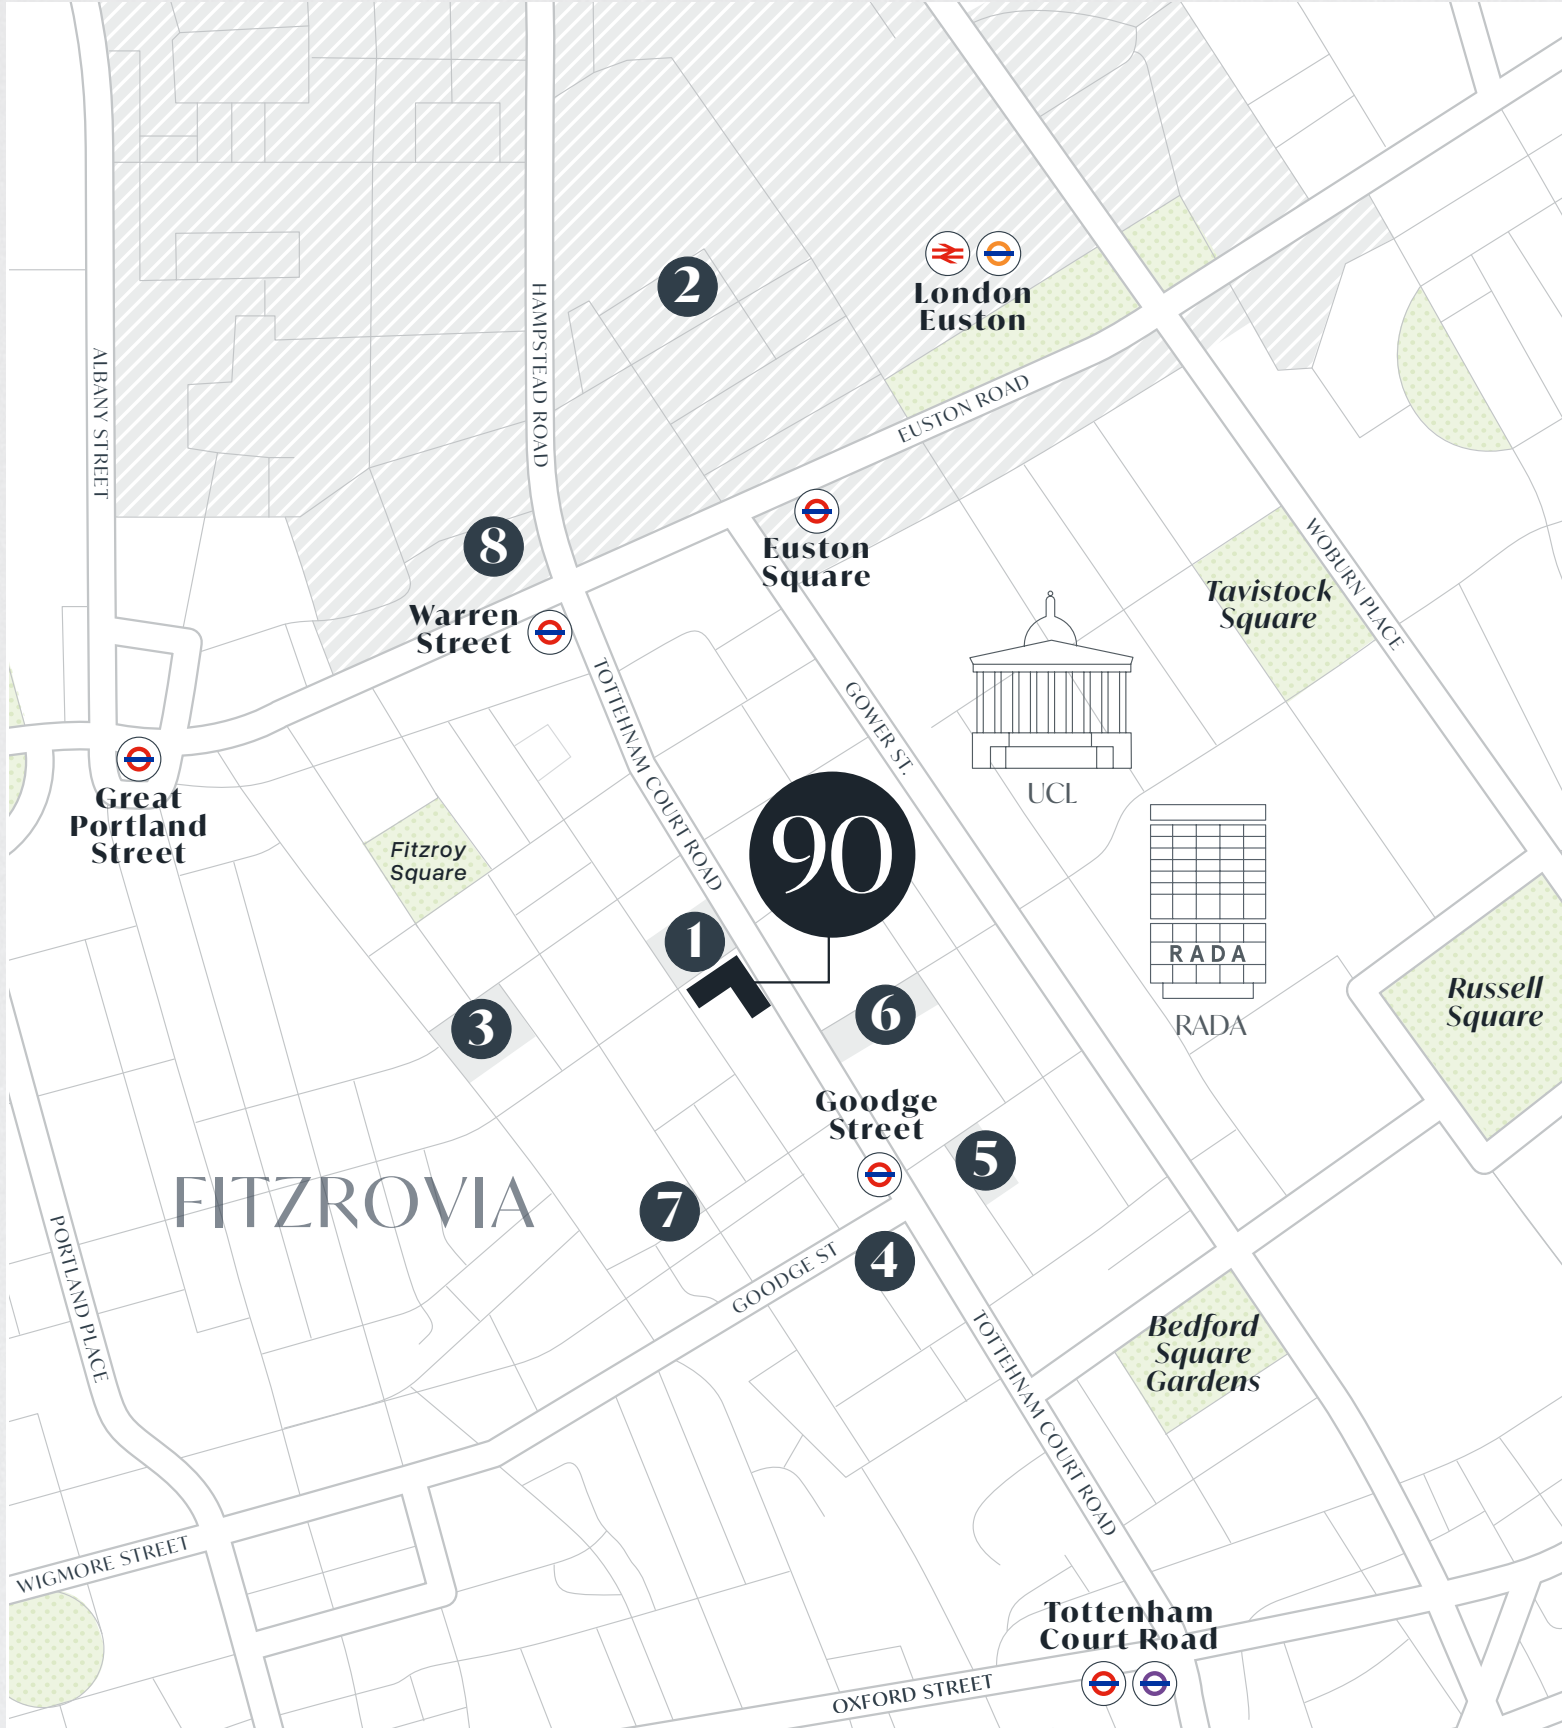 2
London
Euston
HAMPSTEAD ROAD
ALBANY STREET
EUSTON ROAD
8
Euston
Square
Warren
Street
WOBURN PLACE
Tavistock
Square
TOTTEHNAM COURT ROAD
GOWER ST.
UCL
Great
Portland
Street
Fitzroy
Square
90
1
RADA
RADA
Russell
Square
3
6
Goodge
Street
5
FITZROVIA
7
4
GOODGE ST
PORTLAND PLACE
TOTTEHNAM COURT ROAD
Bedford
Square
Gardens
WIGMORE STREET
Tottenham
Court Road
OXFORD STREET